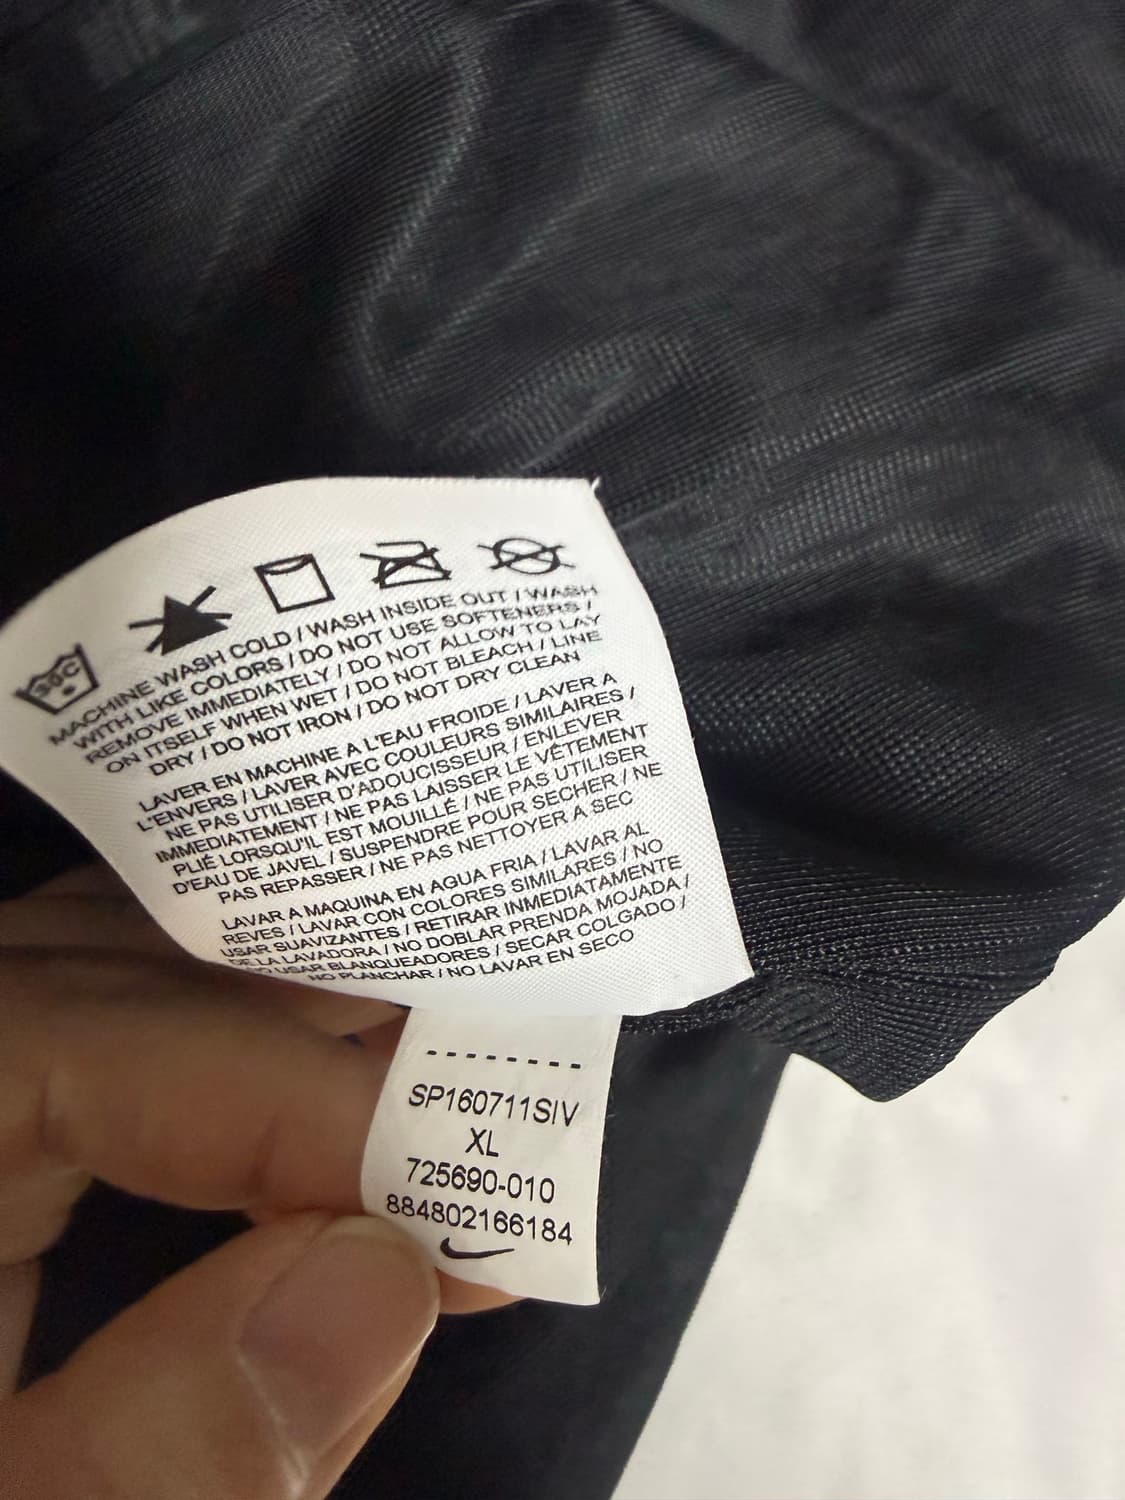 30C
MACHINE WASH COLD / WASH INSIDE OUT / WASH
WITH LIKE COLORS / DO NOT USE SOFTENERS /
REMOVE IMMEDIATELY / DO NOT ALLOW TO LAY
ON ITSELF WHEN WET / DO NOT BLEACH / LINE
DRY / DO NOT IRON / DO NOT DRY CLEAN
LAVER EN MACHINE A L'EAU FROIDE / LAVER A
L'ENVERS / LAVER AVEC COULEURS SIMILAIRES /
NE PAS UTILISER D'ADOUCISSEUR / ENLEVER
IMMEDIATEMENT / NE PAS LAISSER LE VÊTEMENT
PLIÉ LORSQU'IL EST MOUILLÉ / NE PAS UTILISER
D'EAU DE JAVEL / SUSPENDRE POUR SECHER / NE
PAS REPASSER / NE PAS NETTOYER A SEC
LAVAR A MAQUINA EN AGUA FRIA / LAVAR AL
REVES / LAVAR CON COLORES SIMILARES / NO
USAR SUAVIZANTES / RETIRAR INMEDIATAMENTE
DE LA LAVADORA / NO DOBLAR PRENDA MOJADA /
NO USAR BLANQUEADORES / SECAR COLGADO /
NO PLANCHAR / NO LAVAR EN SECO
SP160711SIV
XL
725690-010
884802166184